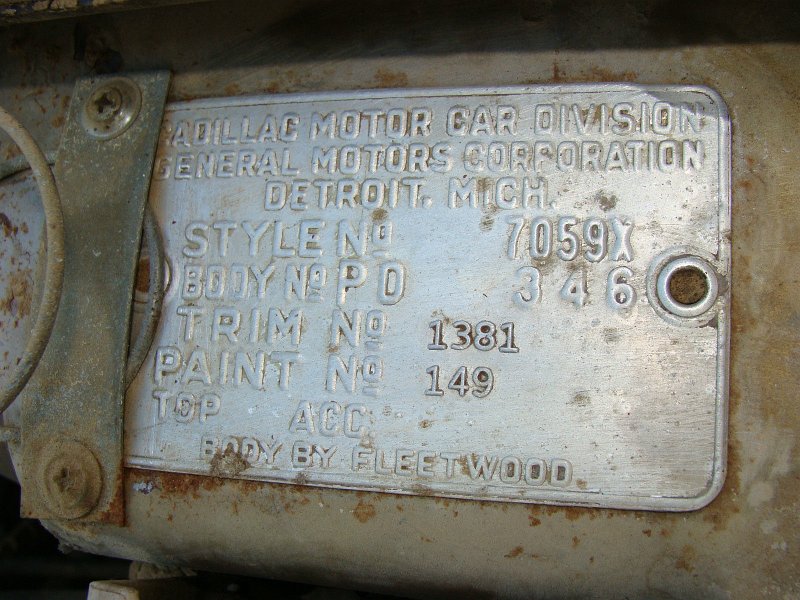 CADILLAC MOTOR CAR DIVISION
GENERAL MOTORS CORPORATION
DETROIT, MICH.
STYLE Nº 7059X
BODY Nº P O 346
TRIM Nº 1381
PAINT Nº 149
TOP ACC.
BODY BY FLEETWOOD